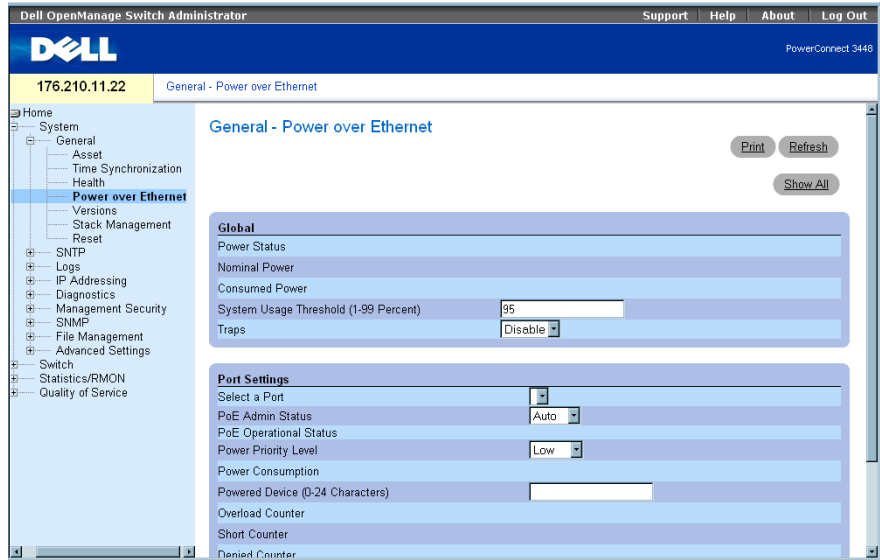 Dell OpenManage Switch Administrator
Support Help About Log Out
DELL
PowerConnect 3448
176.210.11.22
General - Power over Ethernet
Home
System
General
Asset
Time Synchronization
Health
Power over Ethernet
Versions
Stack Management
Reset
SNTP
Logs
IP Addressing
Diagnostics
Management Security
SNMP
File Management
Advanced Settings
Switch
Statistics/RMON
Quality of Service
General - Power over Ethernet
Print Refresh
Show All
Global
Power Status
Nominal Power
Consumed Power
System Usage Threshold (1-99 Percent) 95
Traps Disable
Port Settings
Select a Port
PoE Admin Status Auto
PoE Operational Status
Power Priority Level Low
Power Consumption
Powered Device (0-24 Characters)
Overload Counter
Short Counter
Denied Counter